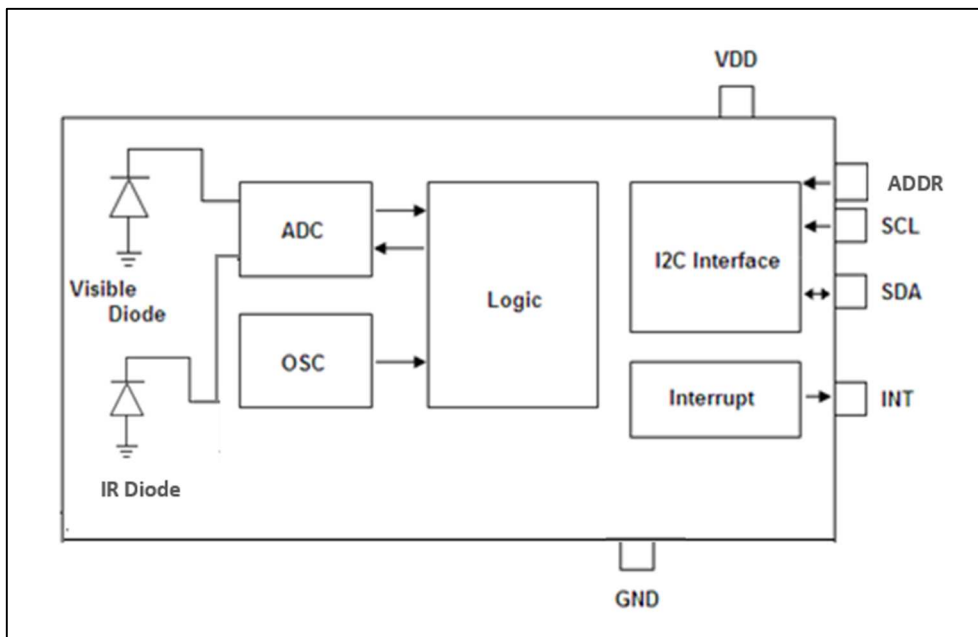 VDD
ADDR
ADC
SCL
I2C Interface
Visible
Diode
Logic
SDA
OSC
Interrupt
INT
IR Diode
GND